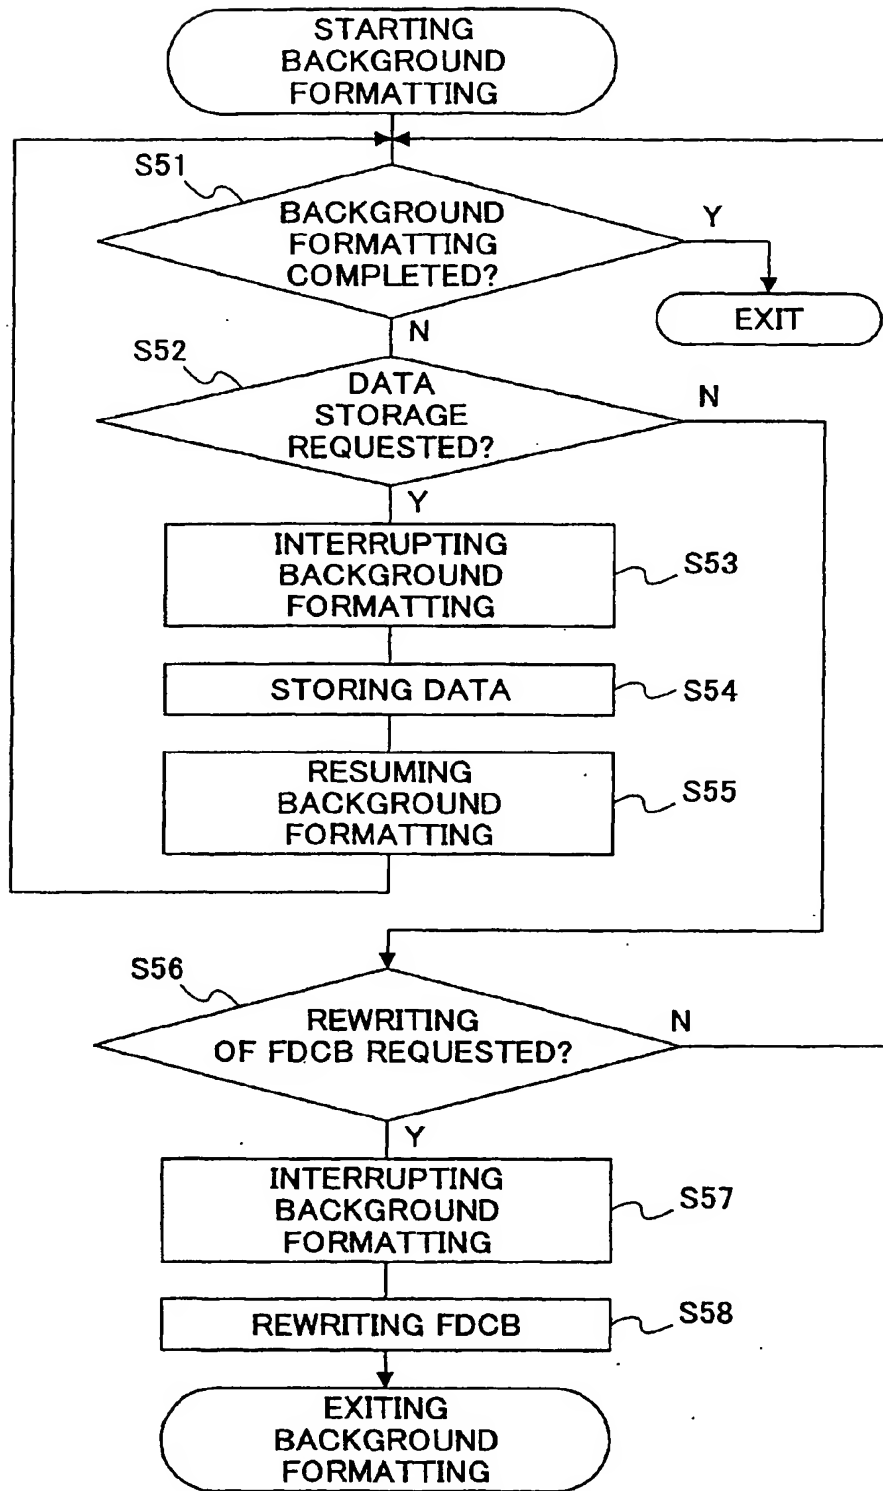 STARTING
BACKGROUND
FORMATTING
S51
BACKGROUND
FORMATTING
COMPLETED?
Y
EXIT
N
S52
DATA
STORAGE
REQUESTED?
N
Y
INTERRUPTING
BACKGROUND
FORMATTING
S53
STORING DATA
S54
RESUMING
BACKGROUND
FORMATTING
S55
S56
REWRITING
OF FDCB REQUESTED?
N
Y
INTERRUPTING
BACKGROUND
FORMATTING
S57
REWRITING FDCB
S58
EXITING
BACKGROUND
FORMATTING